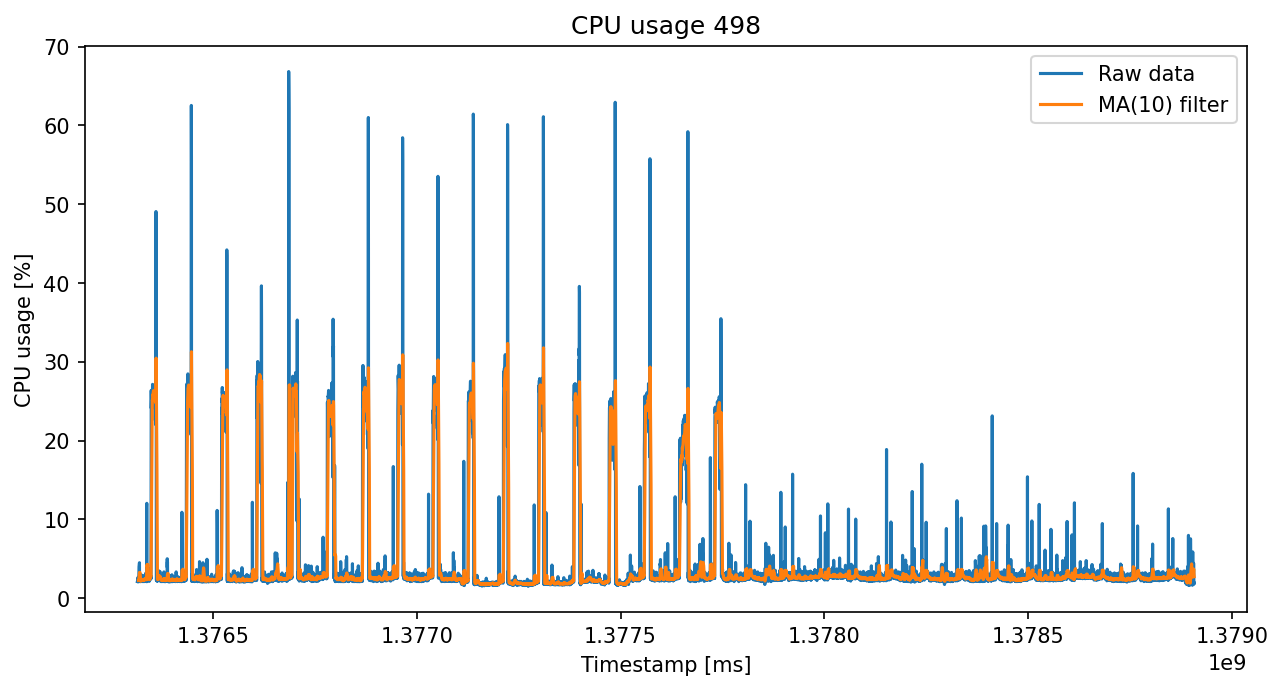 CPU usage 498
Raw data
MA(10) filter
CPU usage [%]
70
60
50
40
30
20
10
0
1.3765 1.3770 1.3775 1.3780 1.3785 1.3790
1e9
Timestamp [ms]